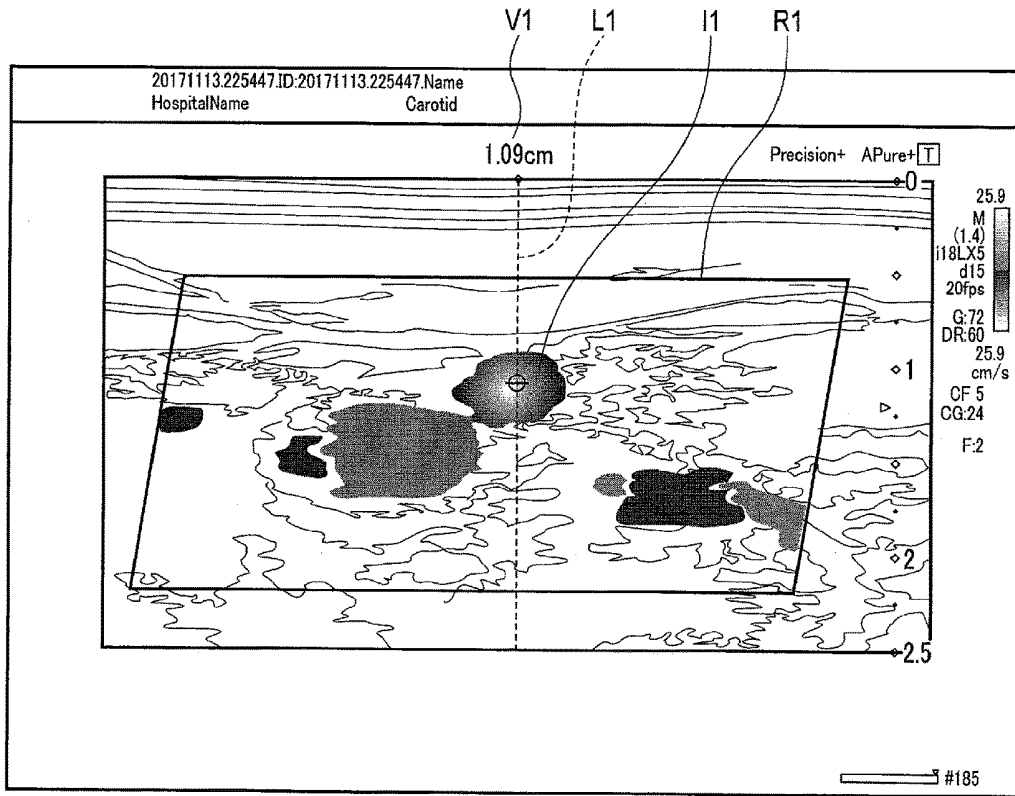 V1 L1 I1 R1
20171113.225447.ID:20171113.225447.Name
HospitalName Carotid
1.09cm
Precision+ APure+ T
0
25.9
M
(1.4)
i18LX5
d15
20fps
G:72
DR:60
25.9
cm/s
1
CF 5
CG:24
F:2
2
2.5
#185